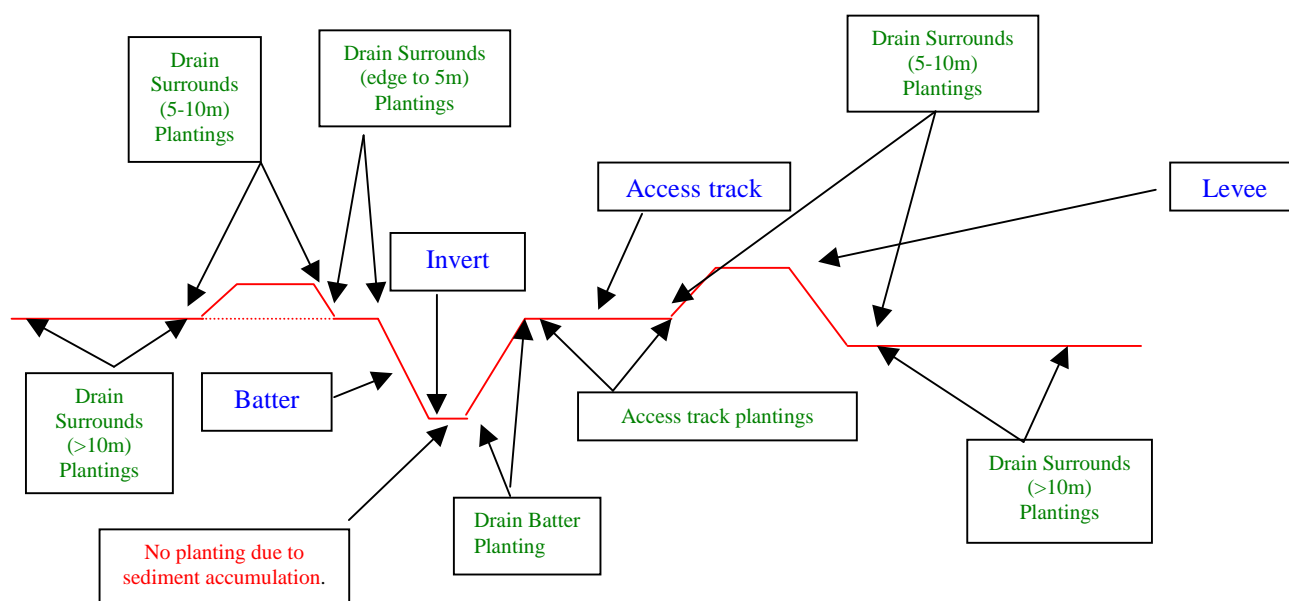 Drain
Surrounds
(5-10m)
Plantings
Drain Surrounds
(edge to 5m)
Plantings
Drain Surrounds
(5-10m)
Plantings
Access track
Levee
Invert
Batter
Drain
Surrounds
(>10m)
Plantings
Access track plantings
Drain Surrounds
(>10m)
Plantings
Drain Batter
Planting
No planting due to
sediment accumulation.